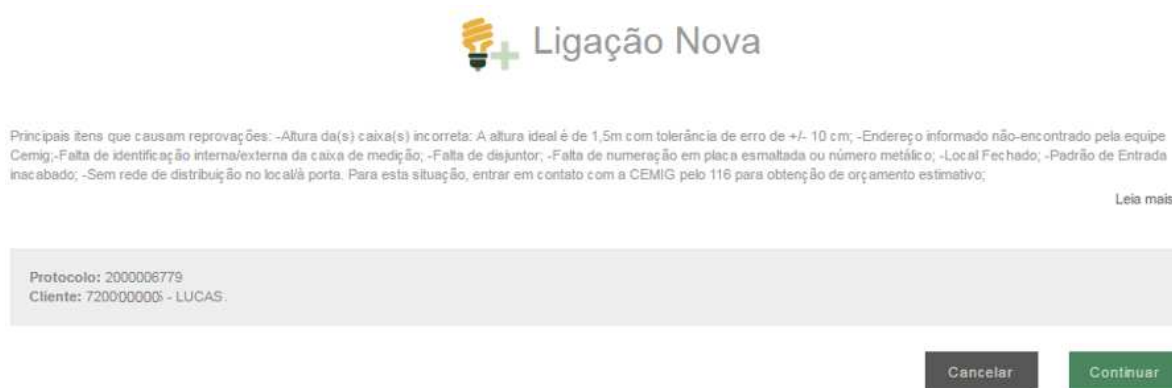 Ligação Nova
Principais itens que causam reprovações: -Altura da(s) caixa(s) incorreta: A altura ideal é de 1,5m com tolerância de erro de +/- 10 cm; -Endereço informado não-encontrado pela equipe
Cemig;-Falta de identificação interna/externa da caixa de medição; -Falta de disjuntor; -Falta de numeração em placa esmaltada ou número metálico; -Local Fechado; -Padrão de Entrada
inacabado; -Sem rede de distribuição no local/à porta. Para esta situação, entrar em contato com a CEMIG pelo 116 para obtenção de orçamento estimativo;
Leia mais
Protocolo: 2000006779
Cliente: - LUCAS.
Cancelar Continuar